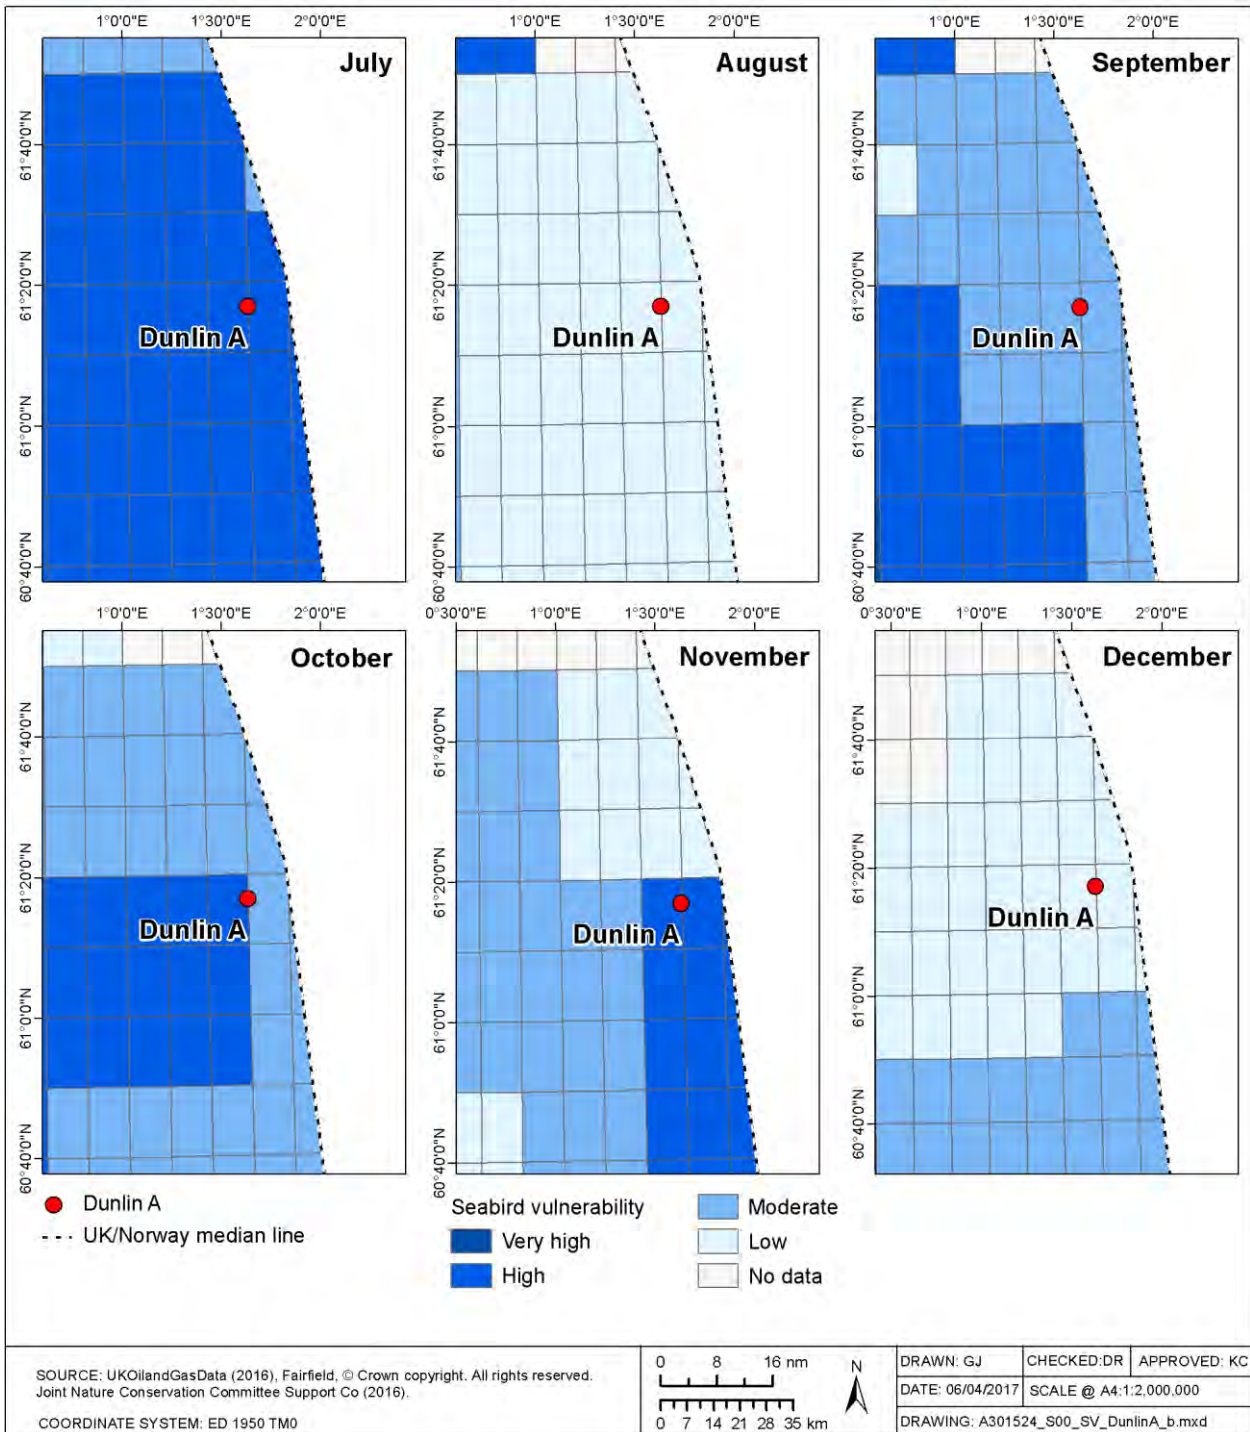 1°0'0"E 1°30'0"E 2°0'0"E
1°0'0"E 1°30'0"E 2°0'0"E
1°0'0"E 1°30'0"E 2°0'0"E
July
61°40'0"N
61°20'0"N
61°0'0"N
60°40'0"N
Dunlin A
August
61°40'0"N
61°20'0"N
61°0'0"N
60°40'0"N
Dunlin A
September
61°40'0"N
61°20'0"N
61°0'0"N
60°40'0"N
Dunlin A
1°0'0"E 1°30'0"E 2°0'0"E
0°30'0"E 1°0'0"E 1°30'0"E 2°0'0"E
0°30'0"E 1°0'0"E 1°30'0"E 2°0'0"E
October
61°40'0"N
61°20'0"N
61°0'0"N
60°40'0"N
Dunlin A
November
61°40'0"N
61°20'0"N
61°0'0"N
60°40'0"N
Dunlin A
December
61°40'0"N
61°20'0"N
61°0'0"N
60°40'0"N
Dunlin A
Dunlin A
UK/Norway median line
Seabird vulnerability
Very high
High
Moderate
Low
No data
SOURCE: UKOilandGasData (2016), Fairfield, © Crown copyright. All rights reserved.
Joint Nature Conservation Committee Support Co (2016).
COORDINATE SYSTEM: ED 1950 TM0
0 8 16 nm
0 7 14 21 28 35 km
N
DRAWN: GJ CHECKED:DR APPROVED: KC
DATE: 06/04/2017 SCALE @ A4:1:2,000,000
DRAWING: A301524_S00_SV_DunlinA_b.mxd